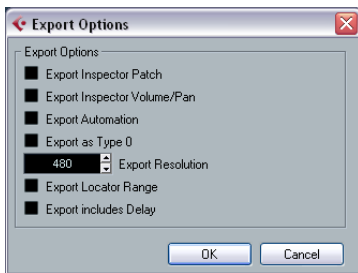 Export Options
Export Options
Export Inspector Patch
Export Inspector Volume/Pan
Export Automation
Export as Type 0
480 Export Resolution
Export Locator Range
Export includes Delay
OK Cancel